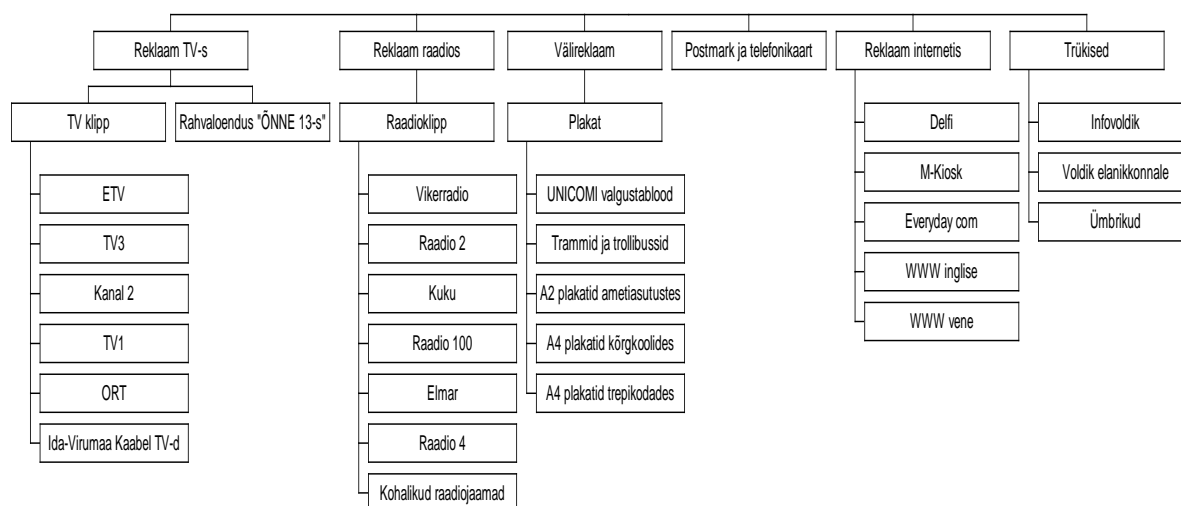 Reklaam TV-s
Reklaam raadios
Välireklaam
Postmark ja telefonikaart
Reklaam internetis
Trükised
TV klipp
Rahvaloendus "ÕNNE 13-s"
Raadioklipp
Plakat
Delfi
Infovoldik
M-Kiosk
Voldik elanikkonnale
ETV
Vikerradio
UNICOMI valgustablood
Everyday com
Ümbrikud
TV3
Raadio 2
Trammid ja trollibussid
WWW inglise
Kanal 2
Kuku
A2 plakatid ametiasutustes
WWW vene
TV1
Raadio 100
A4 plakatid kõrgkoolides
ORT
Elmar
A4 plakatid trepikodades
Ida-Virumaa Kaabel TV-d
Raadio 4
Kohalikud raadiojaamad